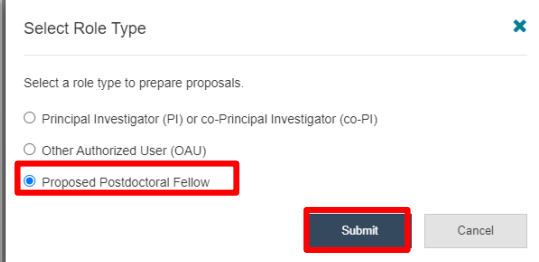 Select Role Type
Select a role type to prepare proposals.
Principal Investigator (PI) or co-Principal Investigator (co-PI)
Other Authorized User (OAU)
Proposed Postdoctoral Fellow
Submit Cancel